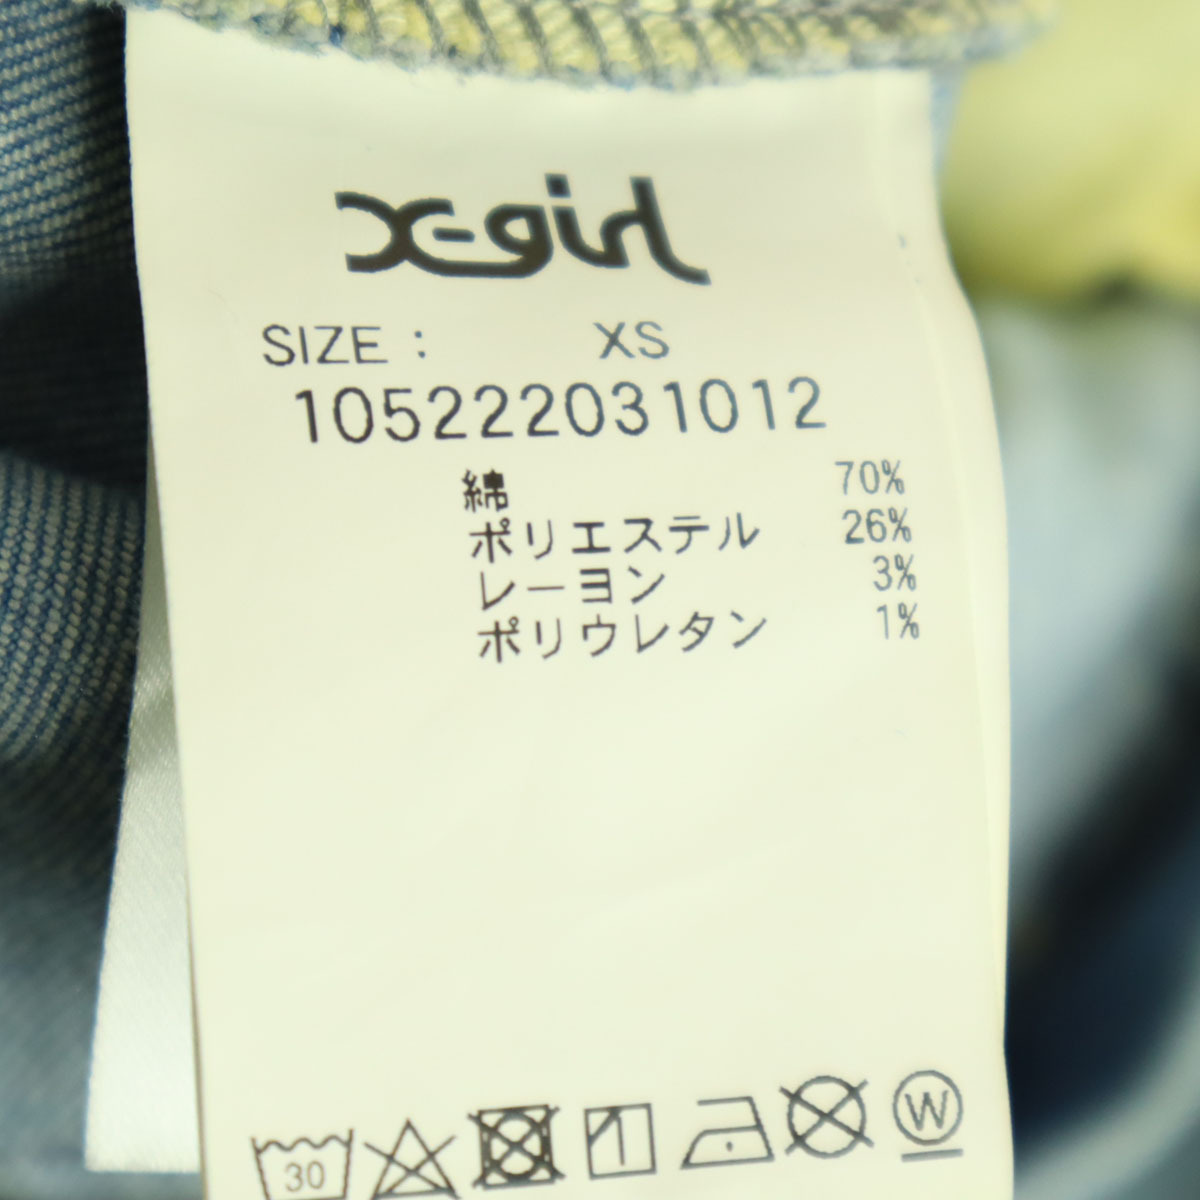 X-girl
SIZE : XS
105222031012
綿 70%
ポリエステル 26%
レーヨン 3%
ポリウレタン 1%
30 W